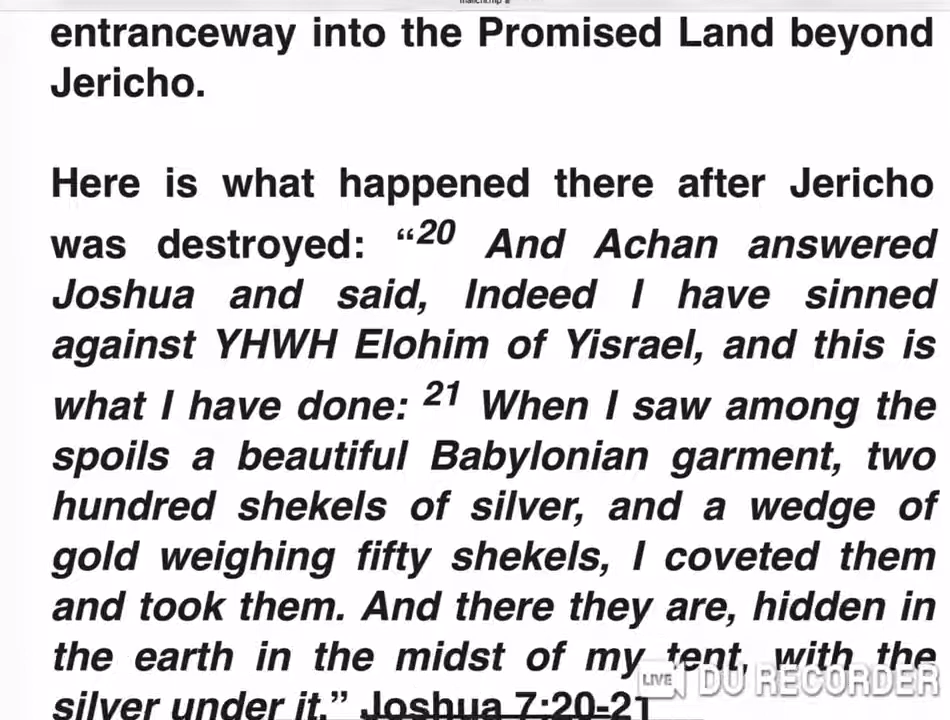 entranceway into the Promised Land beyond
Jericho.
Here is what happened there after Jericho
was destroyed: “20 And Achan answered
Joshua and said, Indeed I have sinned
against YHWH Elohim of Yisrael, and this is
what I have done: 21 When I saw among the
spoils a beautiful Babylonian garment, two
hundred shekels of silver, and a wedge of
gold weighing fifty shekels, I coveted them
and took them. And there they are, hidden in
the earth in the midst of my tent, with the
silver under it.” Joshua 7:20-21
LIVE DU RECORDER